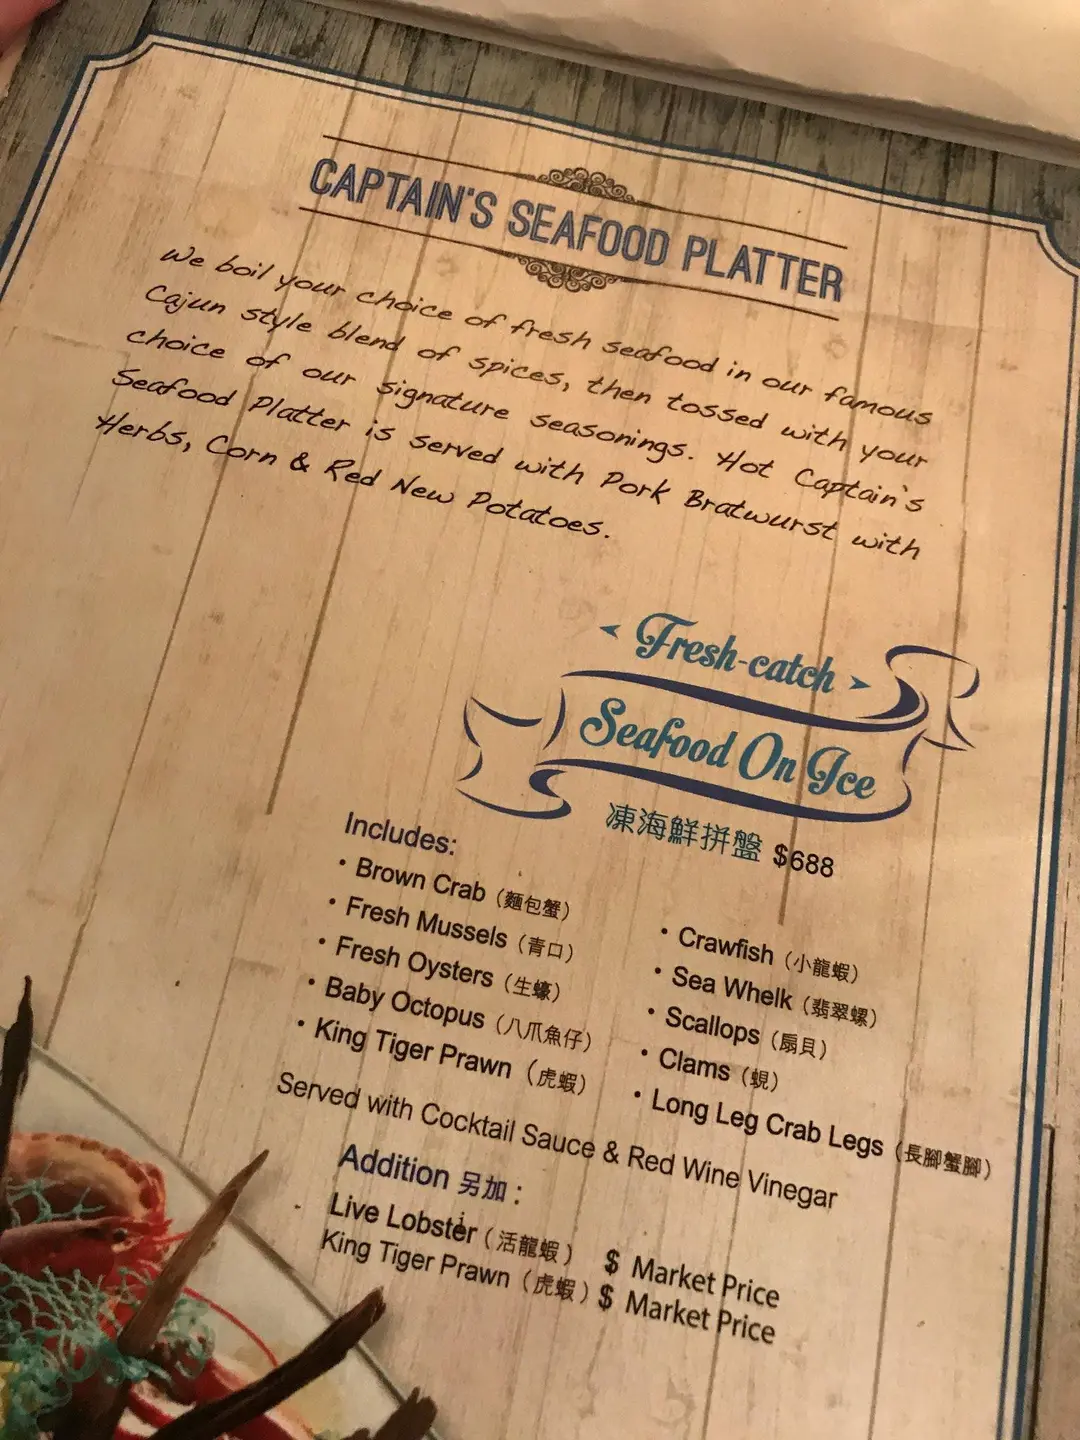 CAPTAIN'S SEAFOOD PLATTER
We boil your choice of fresh seafood in our famous
Cajun style blend of spices, then tossed with your
choice of our signature seasonings. Hot Captain's
Seafood Platter is served with Pork Bratwurst with
Herbs, Corn & Red New Potatoes.
Fresh-catch
Seafood On Ice
凍海鮮拼盤 $688
Includes:
• Brown Crab (麵包蟹)
• Fresh Mussels (青口)
• Fresh Oysters (生蠔)
• Baby Octopus (八爪魚仔)
• King Tiger Prawn (虎蝦)
• Crawfish (小龍蝦)
• Sea Whelk (翡翠螺)
• Scallops (扇貝)
• Clams (蜆)
• Long Leg Crab Legs (長腳蟹腳)
Served with Cocktail Sauce & Red Wine Vinegar
Addition 另加:
Live Lobster (活龍蝦) $ Market Price
King Tiger Prawn (虎蝦) $ Market Price